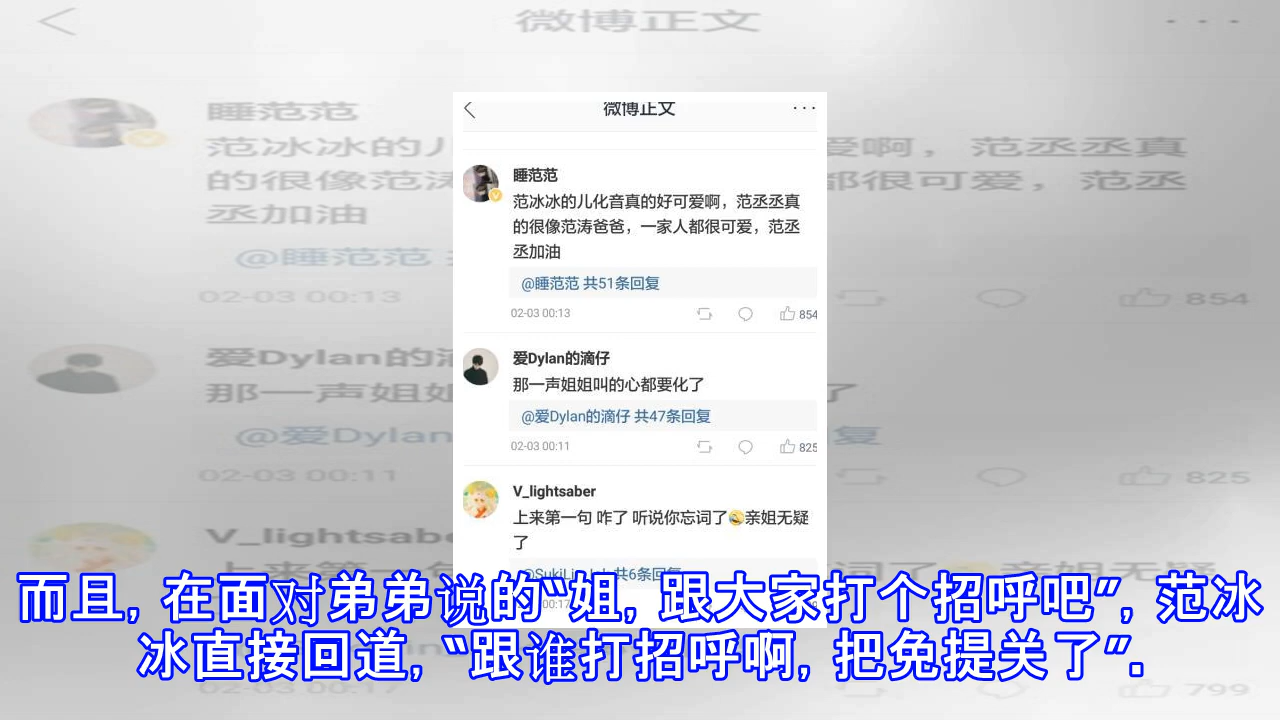 微博正文
睡范范
范冰冰的儿化音真的好可爱啊，范丞丞真
的很像范涛爸爸，一家人都很可爱，范丞
丞加油
@睡范范 共51条回复
02-03 00:13
854
爱Dylan的滴仔
那一声姐姐叫的心都要化了
@爱Dylan的滴仔 共47条回复
02-03 00:11
825
V_lightsaber
上来第一句 咋了 听说你忘词了🤣亲姐无疑
了
共6条回复
而且, 在面对弟弟说的“姐, 跟大家打个招呼吧”, 范冰
冰直接回道, “跟谁打招呼啊, 把免提关了”.
799